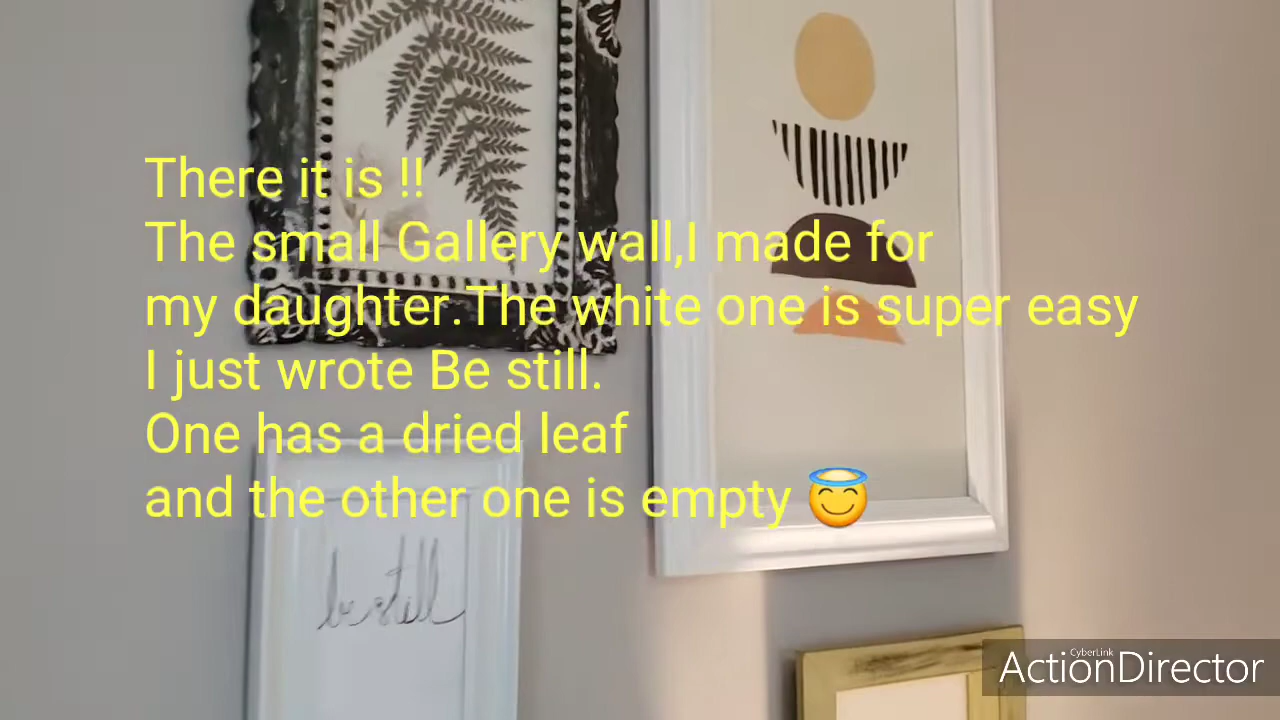 There it is !!
The small Gallery wall,I made for
my daughter.The white one is super easy
I just wrote Be still.
One has a dried leaf
and the other one is empty 😇
be still
CyberLink
ActionDirector